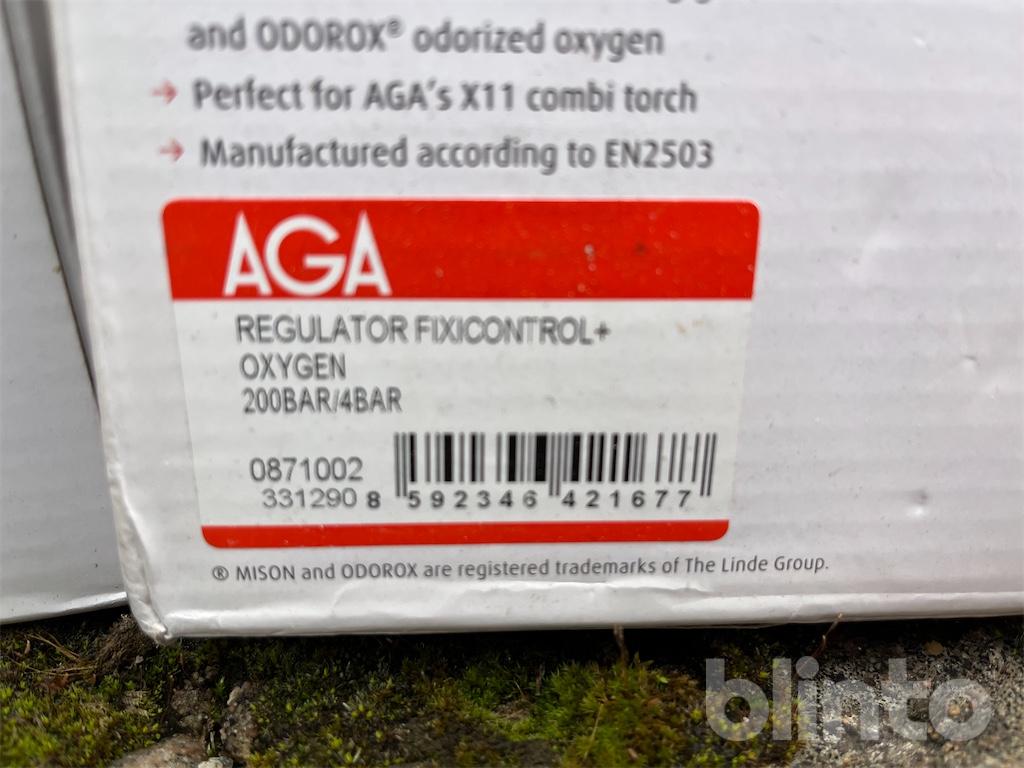 and ODOROX® odorized oxygen
→ Perfect for AGA's X11 combi torch
→ Manufactured according to EN2503
AGA
REGULATOR FIXICONTROL+
OXYGEN
200BAR/4BAR
0871002
331290 8 592346 421677
® MISON and ODOROX are registered trademarks of The Linde Group.
blinto